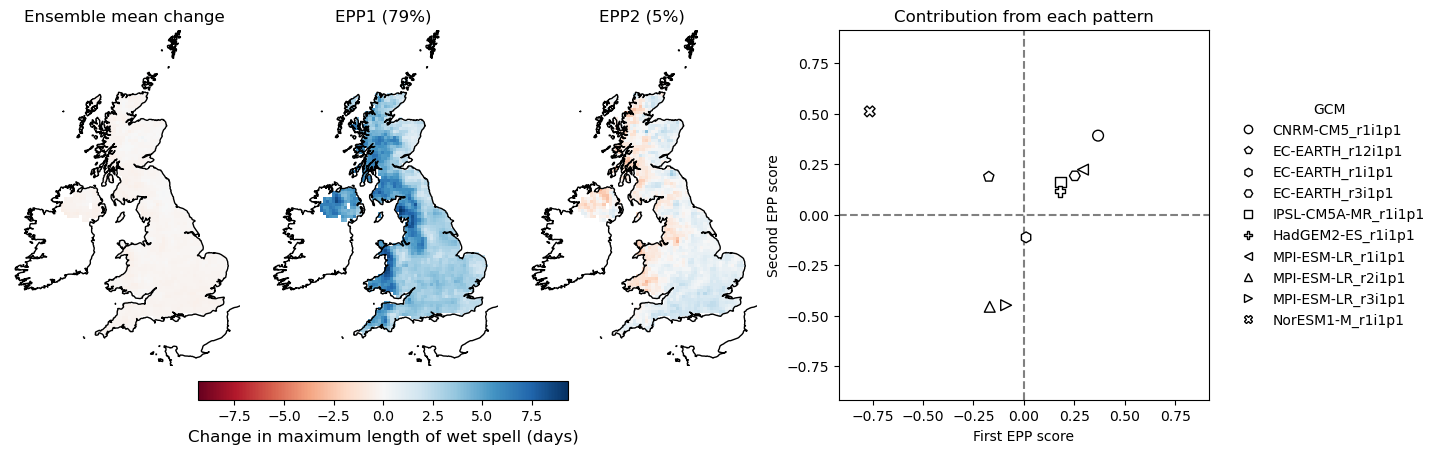 Ensemble mean change
EPP1 (79%)
EPP2 (5%)
−7.5 −5.0 −2.5 0.0 2.5 5.0 7.5
Change in maximum length of wet spell (days)
Contribution from each pattern
Second EPP score
0.75
0.50
0.25
0.00
−0.25
−0.50
−0.75
−0.75 −0.50 −0.25 0.00 0.25 0.50 0.75
First EPP score
GCM
CNRM-CM5_r1i1p1
EC-EARTH_r12i1p1
EC-EARTH_r1i1p1
EC-EARTH_r3i1p1
IPSL-CM5A-MR_r1i1p1
HadGEM2-ES_r1i1p1
MPI-ESM-LR_r1i1p1
MPI-ESM-LR_r2i1p1
MPI-ESM-LR_r3i1p1
NorESM1-M_r1i1p1